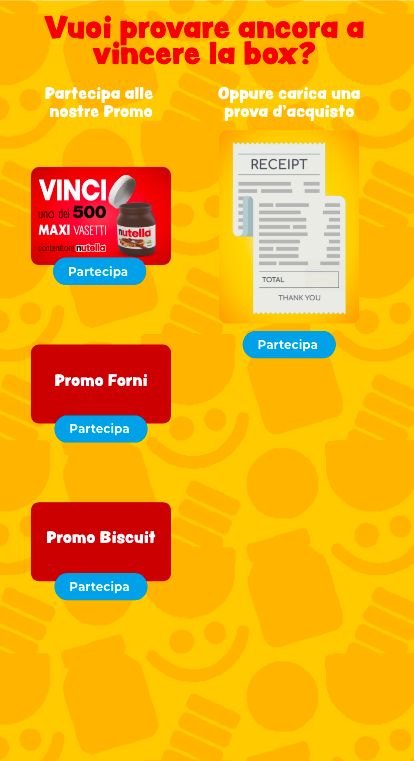 Vuoi provare ancora a
vincere la box?
Partecipa alle
nostre Promo
VINCI
uno dei 500
MAXI VASETTI
contenitore nutella
nutella
Partecipa
Promo Forni
Partecipa
Promo Biscuit
Partecipa
Oppure carica una
prova d'acquisto
RECEIPT
TOTAL
THANK YOU
Partecipa